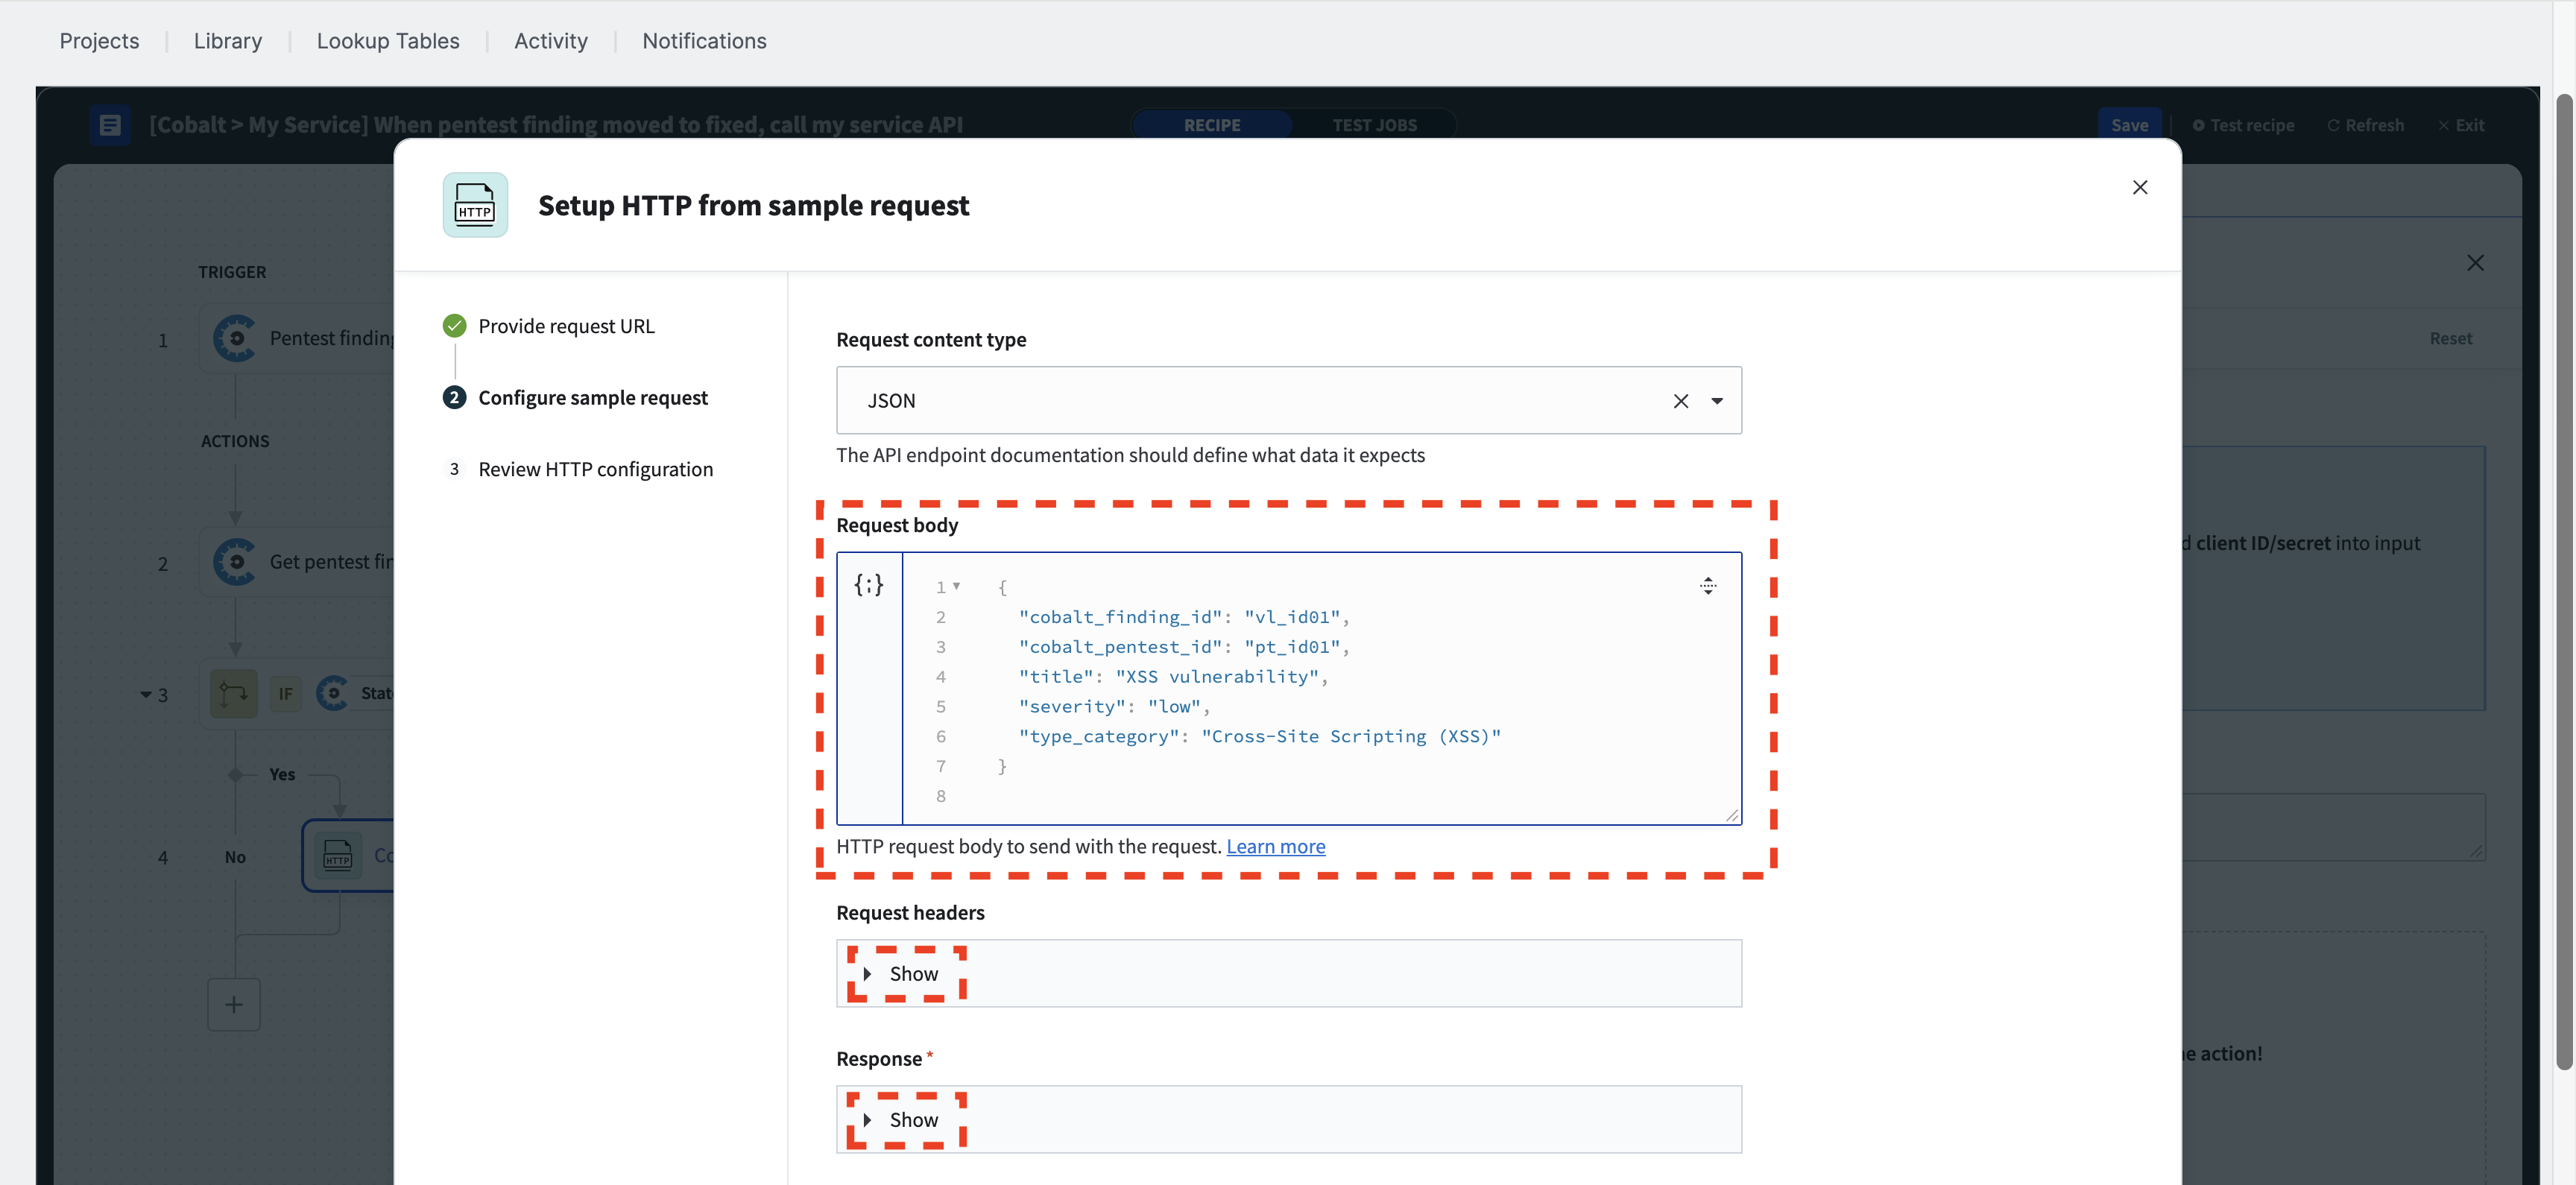 Projects Library Lookup Tables Activity Notifications
[Cobalt > My Service] When pentest finding moved to fixed, call my service API RECIPE TEST JOBS Save Test recipe Refresh Exit
HTTP Setup HTTP from sample request
TRIGGER
1 Pentest finding
Reset
ACTIONS
2 Get pentest fin
3 IF State
Yes
4 No HTTP Co
Provide request URL
2 Configure sample request
3 Review HTTP configuration
Request content type
JSON
The API endpoint documentation should define what data it expects
Request body
{;}
1 {
2 "cobalt_finding_id": "vl_id01",
3 "cobalt_pentest_id": "pt_id01",
4 "title": "XSS vulnerability",
5 "severity": "low",
6 "type_category": "Cross-Site Scripting (XSS)"
7 }
8
HTTP request body to send with the request. Learn more
Request headers
Show
Response *
Show
d client ID/secret into input
e action!